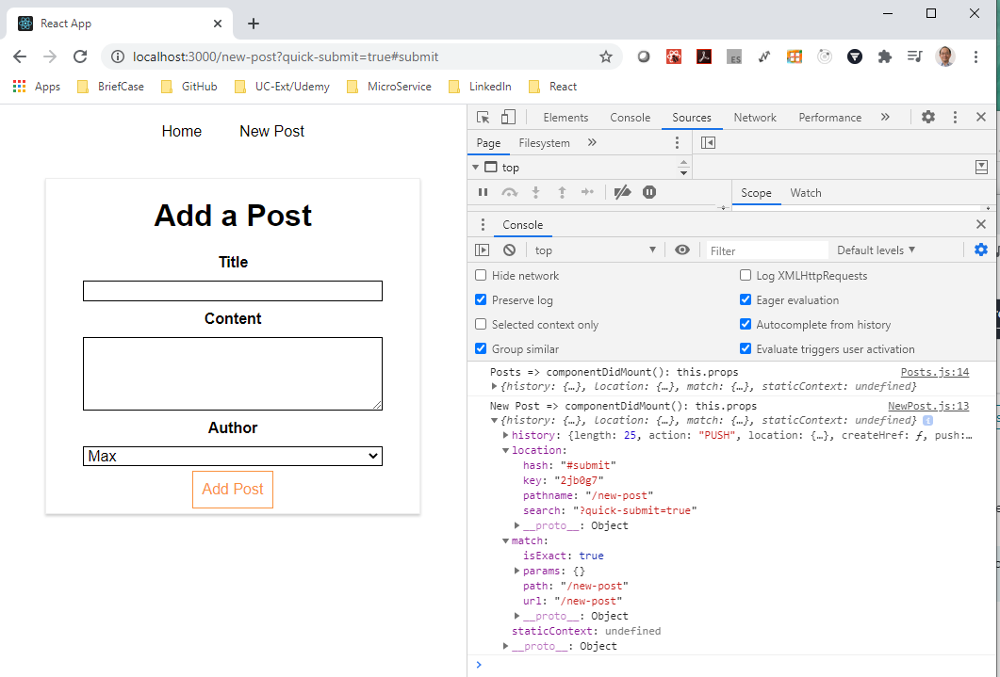 React App
localhost:3000/new-post?quick-submit=true#submit
ES
Apps BriefCase GitHub UC-Ext/Udemy MicroService LinkedIn React
Home New Post
Add a Post
Title
Content
Author
Max
Add Post
Elements Console Sources Network Performance »
Page Filesystem »
top
Scope Watch
Console
top Filter Default levels
Hide network Log XMLHttpRequests
Preserve log Eager evaluation
Selected context only Autocomplete from history
Group similar Evaluate triggers user activation
Posts => componentDidMount(): this.props Posts.js:14
{history: {…}, location: {…}, match: {…}, staticContext: undefined}
New Post => componentDidMount(): this.props NewPost.js:13
{history: {…}, location: {…}, match: {…}, staticContext: undefined} i
history: {length: 25, action: "PUSH", location: {…}, createHref: ƒ, push:…
location:
hash: "#submit"
key: "2jb0g7"
pathname: "/new-post"
search: "?quick-submit=true"
__proto__: Object
match:
isExact: true
params: {}
path: "/new-post"
url: "/new-post"
__proto__: Object
staticContext: undefined
__proto__: Object